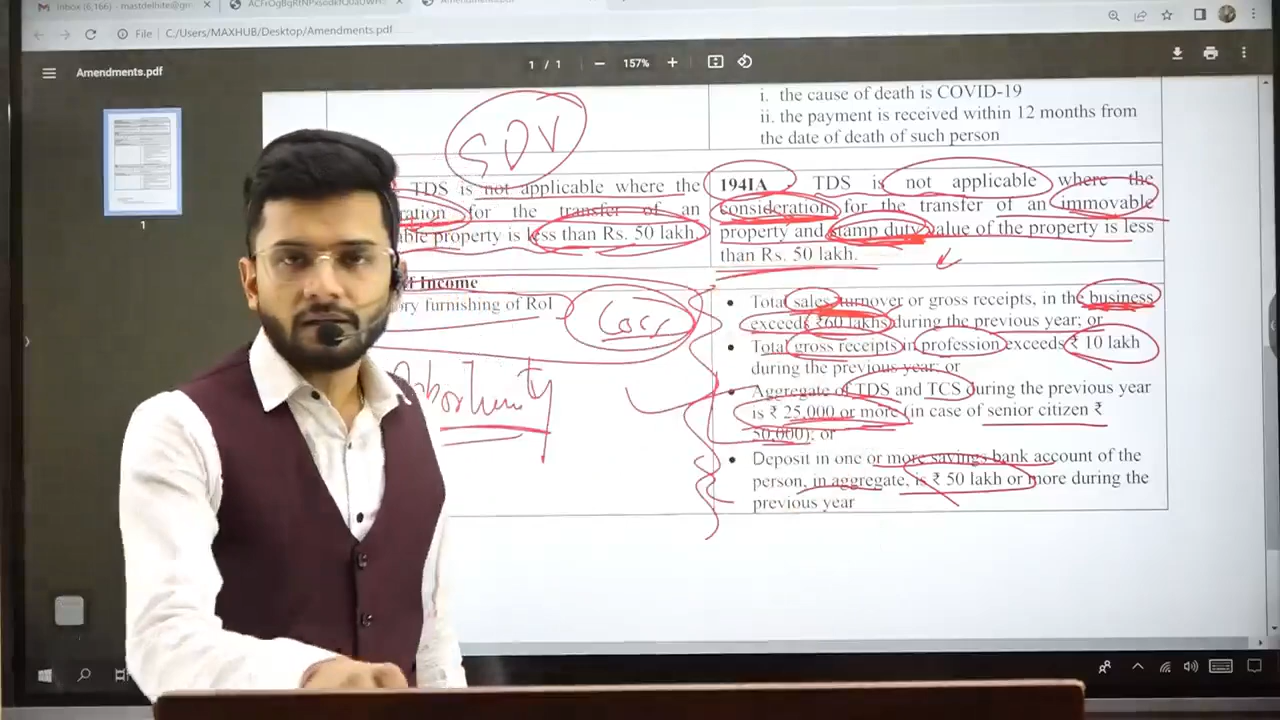 Inbox (6,166) - mastdelhite@gm
Amendments.pdf
File C:/Users/MAXHUB/Desktop/Amendments.pdf
Amendments.pdf
1 / 1 157%
1
SDV
i. the cause of death is COVID-19
ii. the payment is received within 12 months from
the date of death of such person
TDS is not applicable where the
ration for the transfer of an
ble property is less than Rs. 50 lakh.
194IA TDS is not applicable where the
consideration for the transfer of an immovable
property and stamp duty value of the property is less
than Rs. 50 lakh.
f Income
ory furnishing of RoI
• Total sales turnover or gross receipts, in the business
exceeds ₹60 lakhs during the previous year; or
• Total gross receipts in profession exceeds ₹ 10 lakh
during the previous year; or
• Aggregate of TDS and TCS during the previous year
is ₹ 25,000 or more (in case of senior citizen ₹
50,000); or
• Deposit in one or more savings bank account of the
person, in aggregate, is ₹ 50 lakh or more during the
previous year